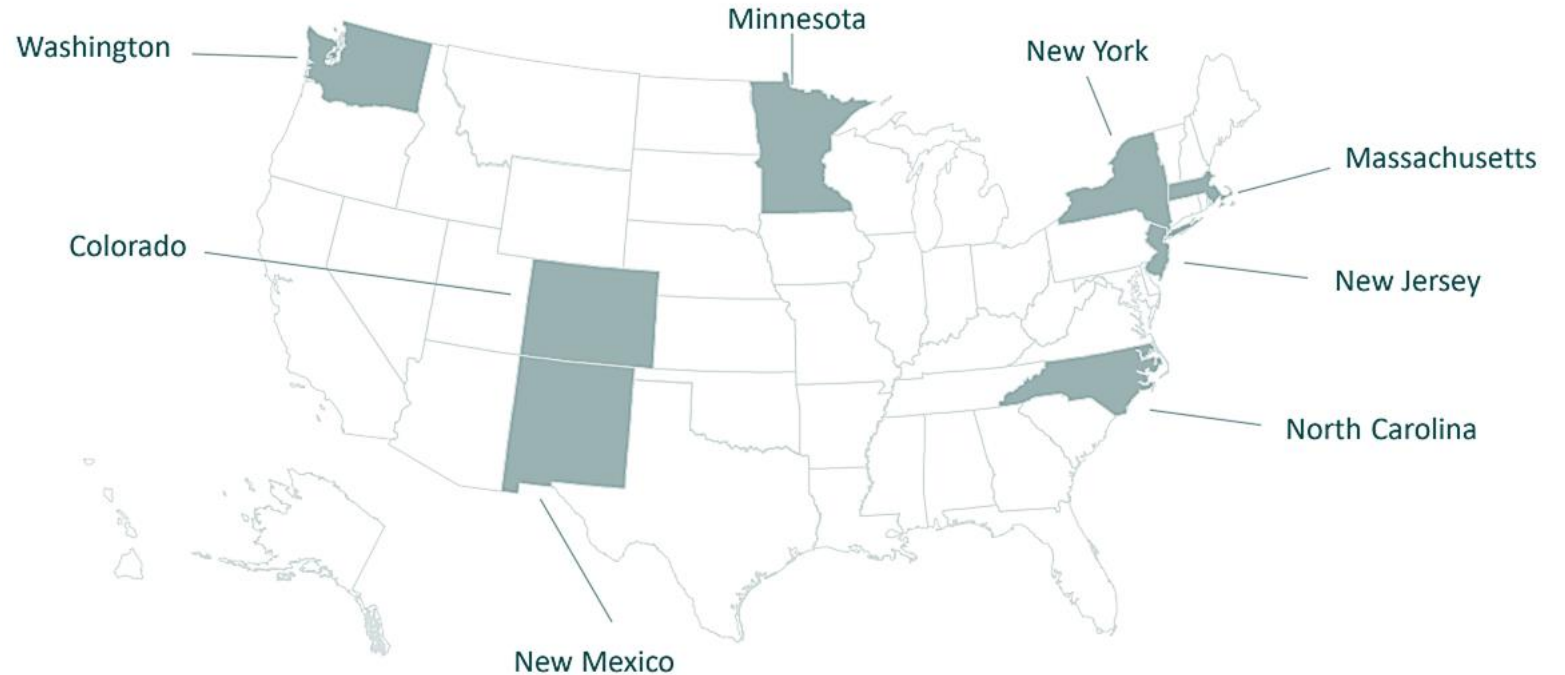 Minnesota
Washington
New York
Massachusetts
Colorado
New Jersey
North Carolina
New Mexico